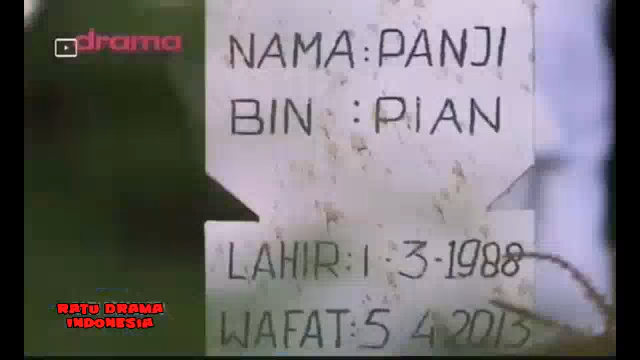 drama
NAMA:PANJI
BIN : PIAN
LAHIR:1-3-1988
WAFAT:5 4 2013
RATU DRAMA
INDONESIA